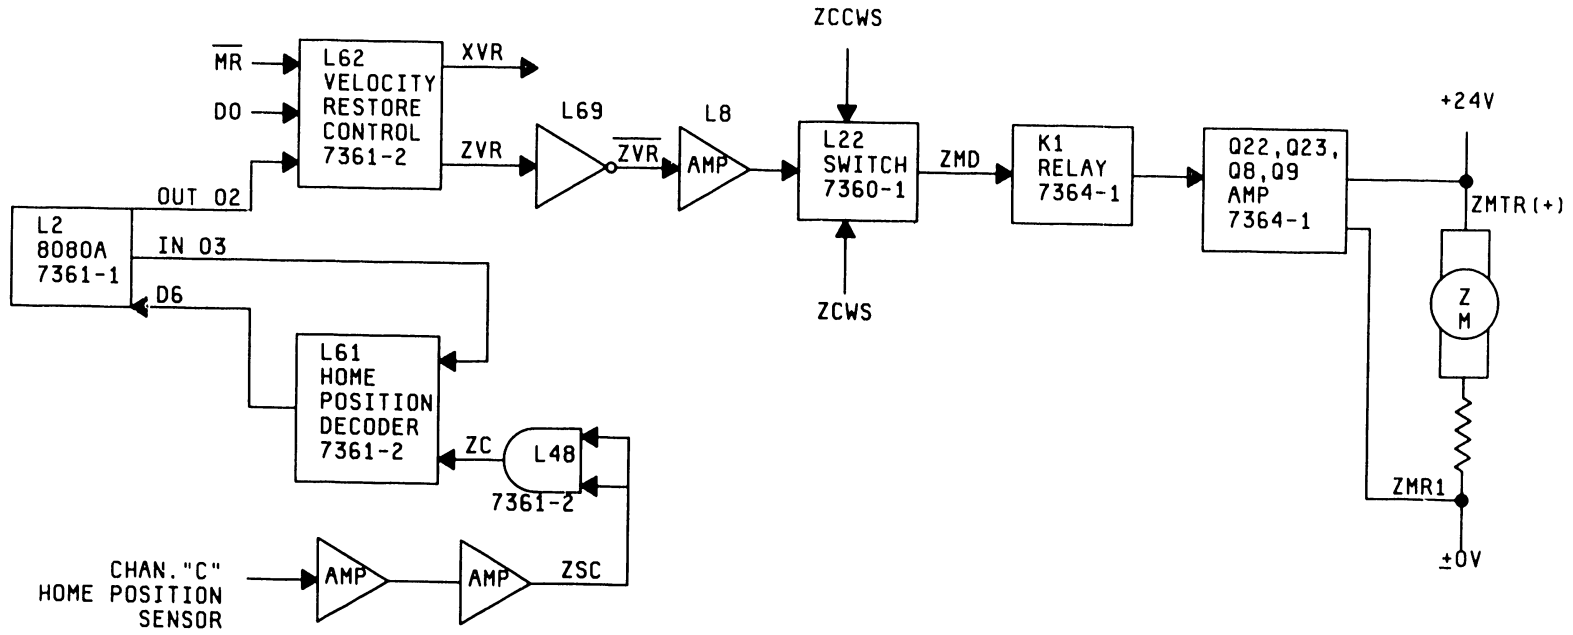 ZCCWS
MR
DO
L62
VELOCITY
RESTORE
CONTROL
7361-2
XVR
ZVR
L69
ZVR
L8
AMP
L22
SWITCH
7360-1
ZMD
K1
RELAY
7364-1
Q22,Q23,
Q8,Q9
AMP
7364-1
+24V
ZMTR(+)
OUT 02
L2
8080A
7361-1
IN 03
D6
ZCWS
Z
M
L61
HOME
POSITION
DECODER
7361-2
ZC
L48
7361-2
ZMR1
±0V
CHAN."C"
HOME POSITION
SENSOR
AMP
AMP
ZSC